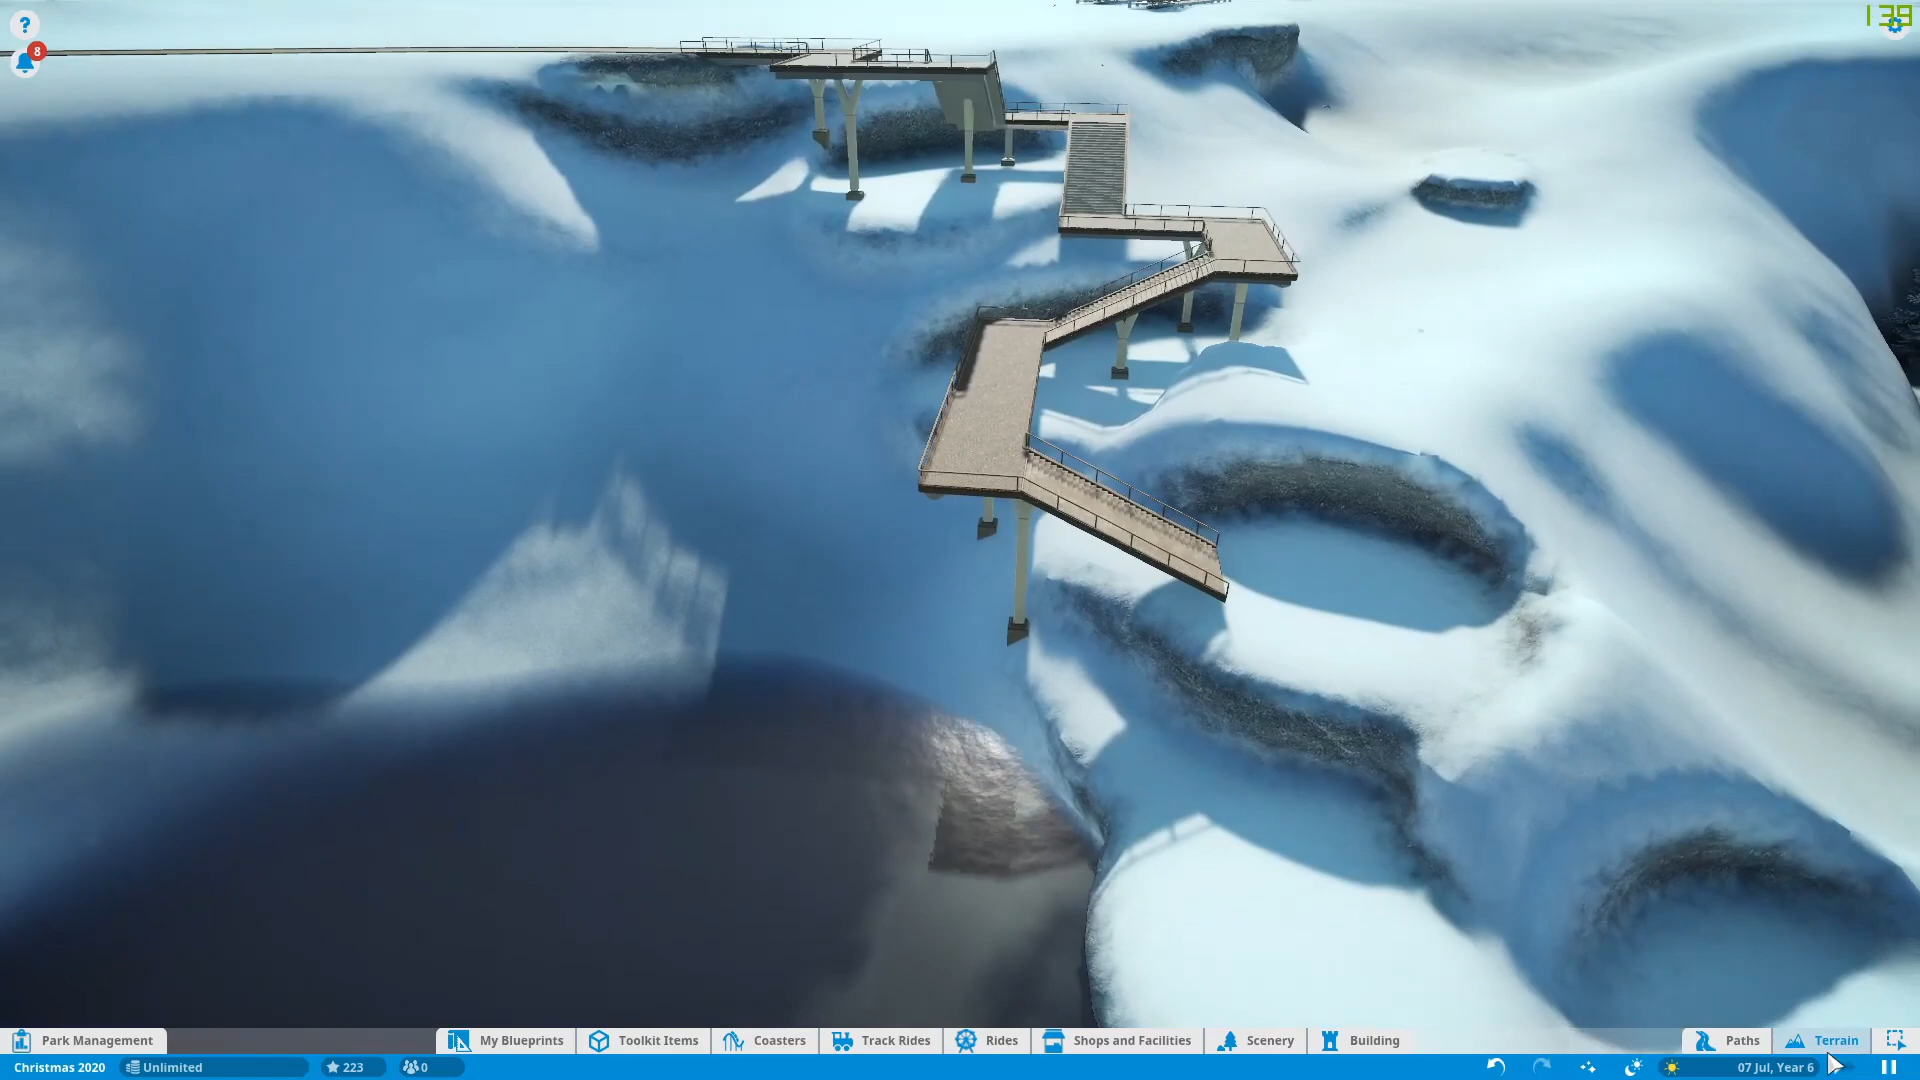 ?
139
8
Park Management
My Blueprints
Toolkit Items
Coasters
Track Rides
Rides
Shops and Facilities
Scenery
Building
Paths
Terrain
Christmas 2020
Unlimited
223
0
07 Jul, Year 6